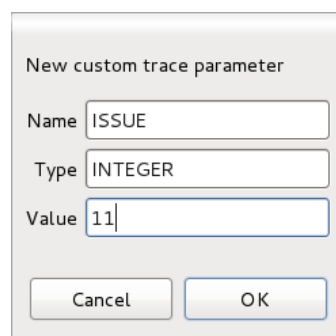 New custom trace parameter
Name ISSUE
Type INTEGER
Value 11
Cancel OK